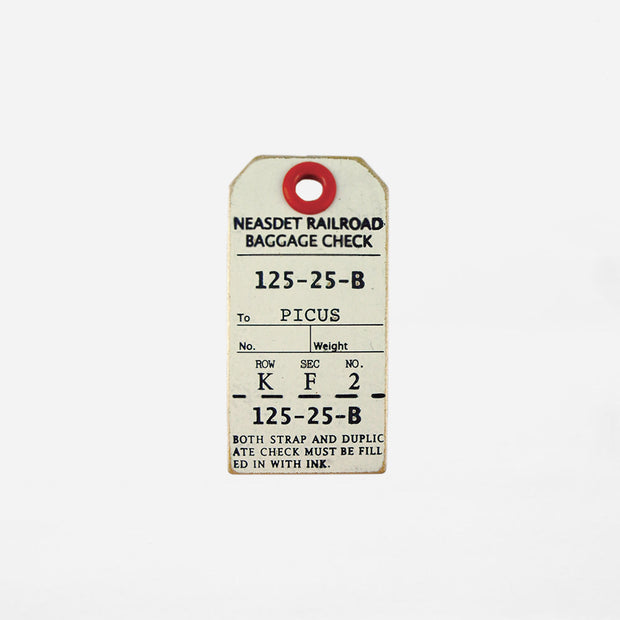 NEASDET RAILROAD
BAGGAGE CHECK
125-25-B
To PICUS
No. Weight
ROW SEC NO.
K F 2
125-25-B
BOTH STRAP AND DUPLIC
ATE CHECK MUST BE FILL
ED IN WITH INK.